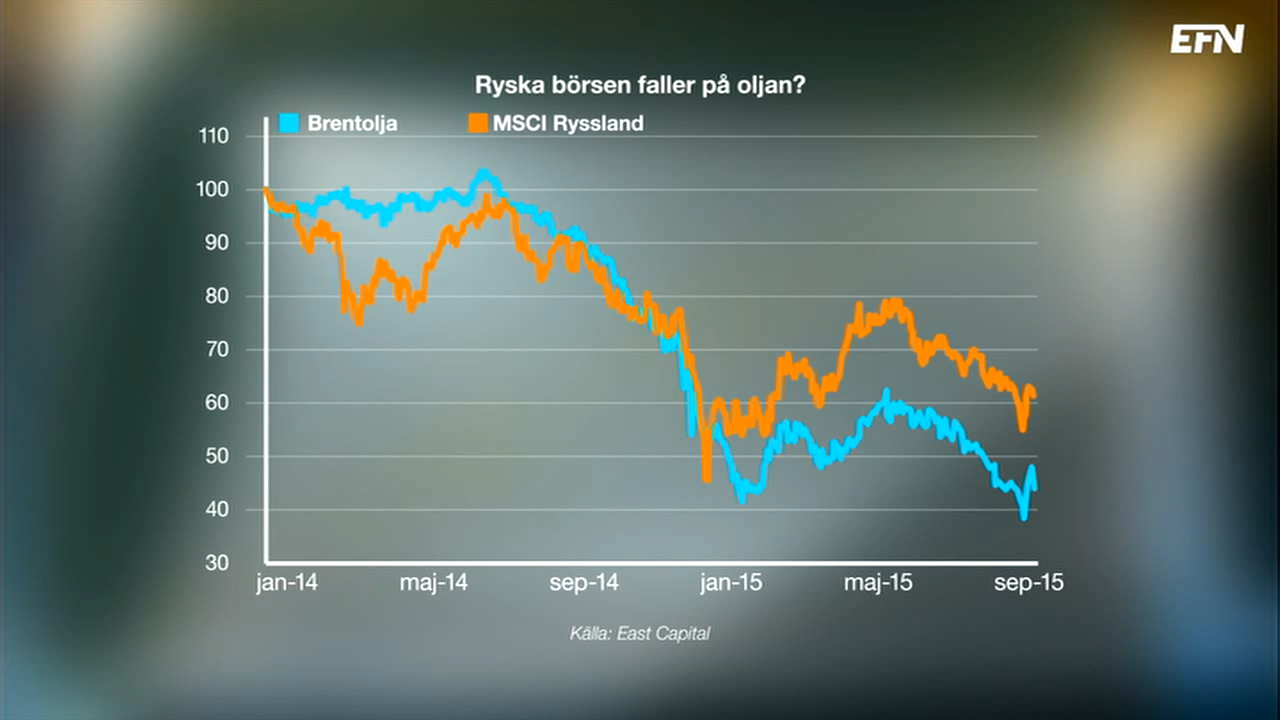 EFN
Ryska börsen faller på oljan?
Brentolja MSCI Ryssland
110
100
90
80
70
60
50
40
30
jan-14 maj-14 sep-14 jan-15 maj-15 sep-15
Källa: East Capital